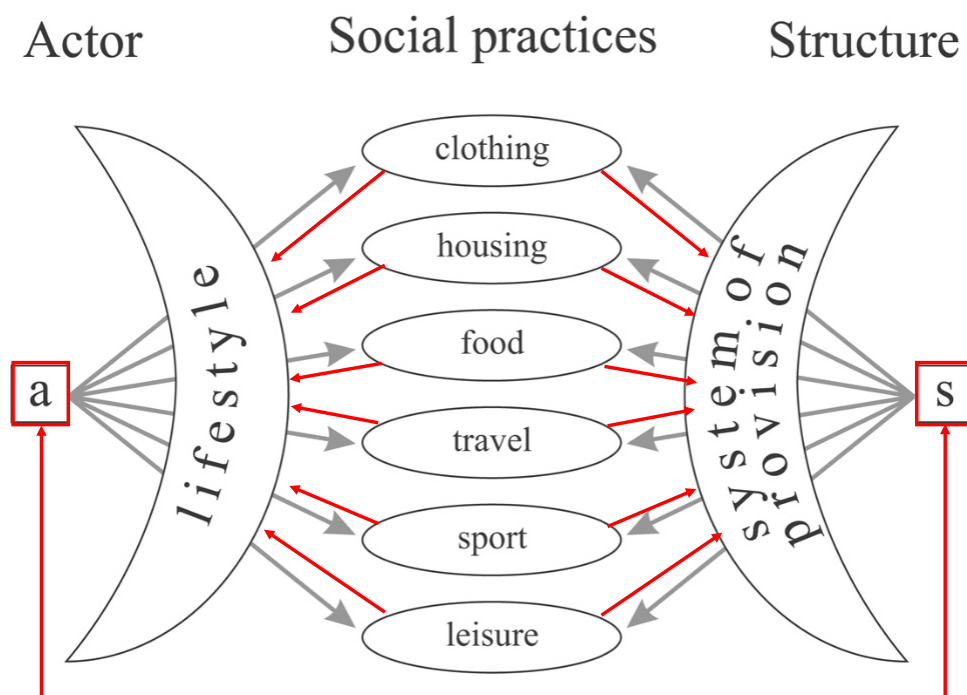 Actor
Social practices
Structure
clothing
housing
food
travel
sport
leisure
a
lifestyle
system of
provision
s